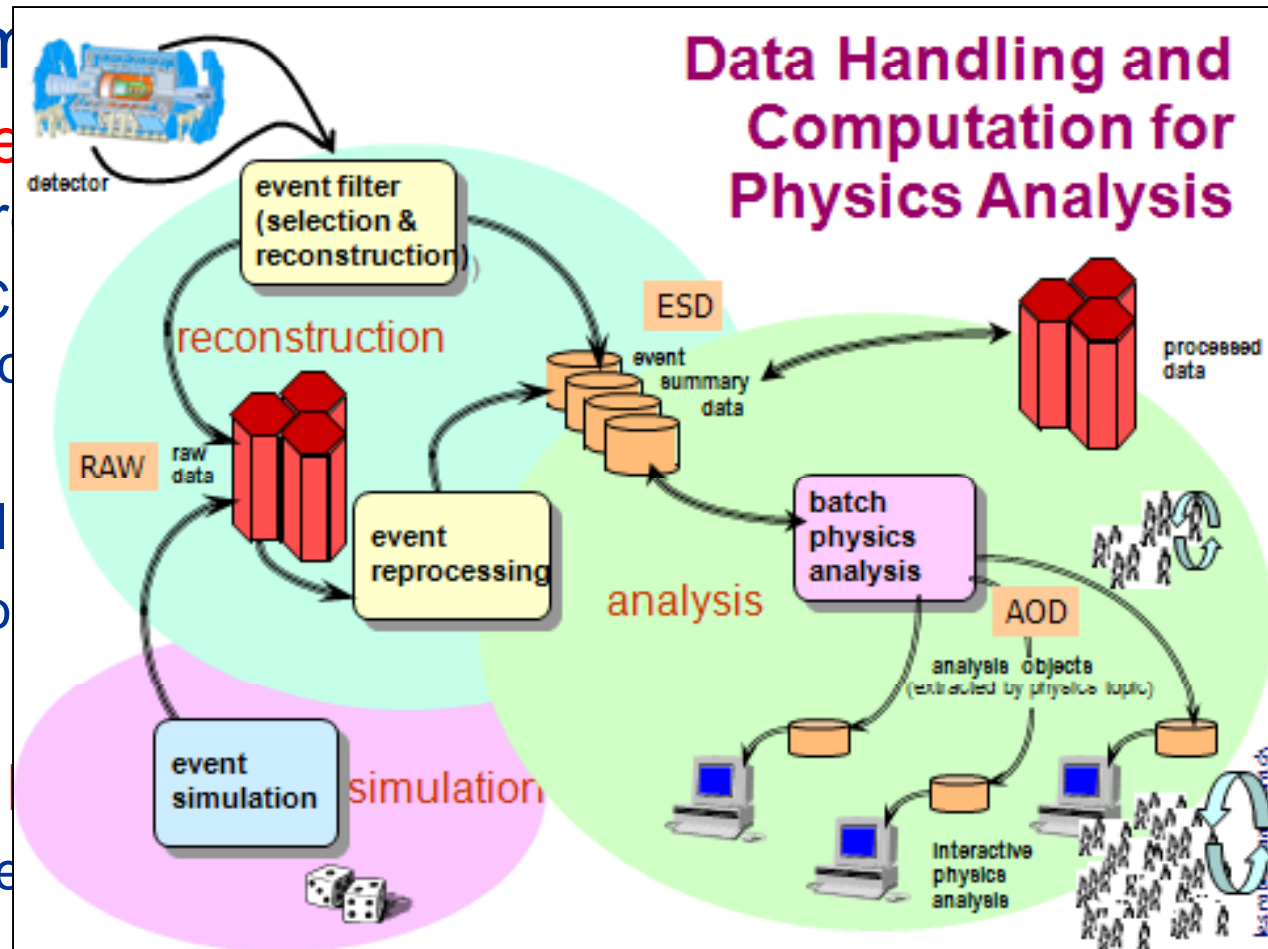 Data Handling and
Computation for
Physics Analysis
detector
event filter
(selection &
reconstruction)
reconstruction
ESD
event
summary
data
processed
data
RAW
raw
data
event
reprocessing
batch
physics
analysis
analysis
AOD
analysis objects
(extracted by physics topic)
event
simulation
simulation
interactive
physics
analysis